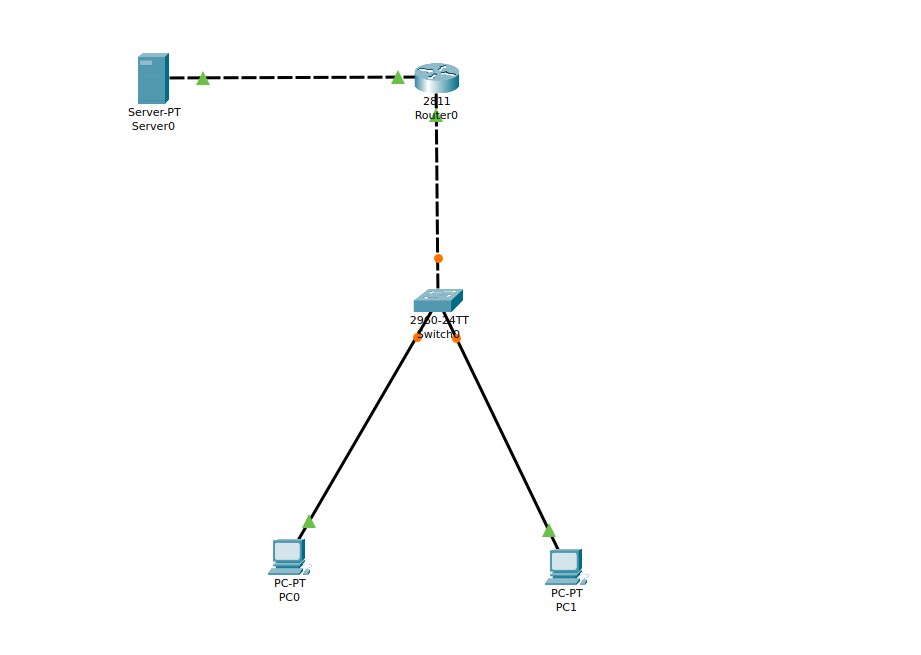 Server-PT
Server0
2811
Router0
2960-24TT
Switch0
PC-PT
PC0
PC-PT
PC1